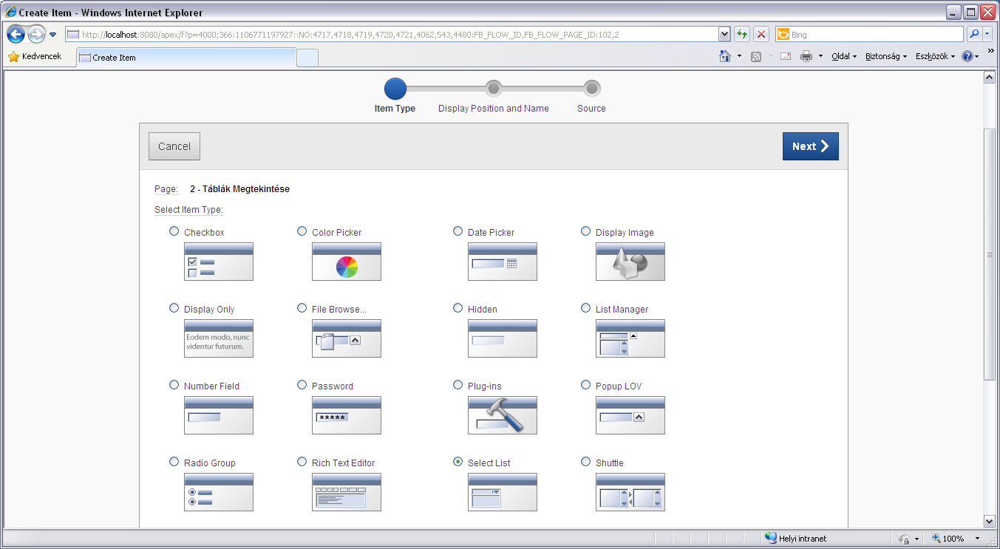 Create Item - Windows Internet Explorer
http://localhost:8080/apex/f?p=4000:366:1106771197927::NO:4717,4718,4719,4720,4721,4062,543,4480:FB_FLOW_ID,FB_FLOW_PAGE_ID:102,2
Bing
Kedvencek
Create Item
Oldal
Biztonság
Eszközök
Item Type
Display Position and Name
Source
Cancel
Next
Page: 2 - Táblák Megtekintése
Select Item Type:
Checkbox
Color Picker
Date Picker
Display Image
Display Only
File Browse...
Hidden
List Manager
Eodem modo, nunc
videntur futurum.
Number Field
Password
Plug-ins
Popup LOV
*****
Radio Group
Rich Text Editor
Select List
Shuttle
Helyi intranet
100%